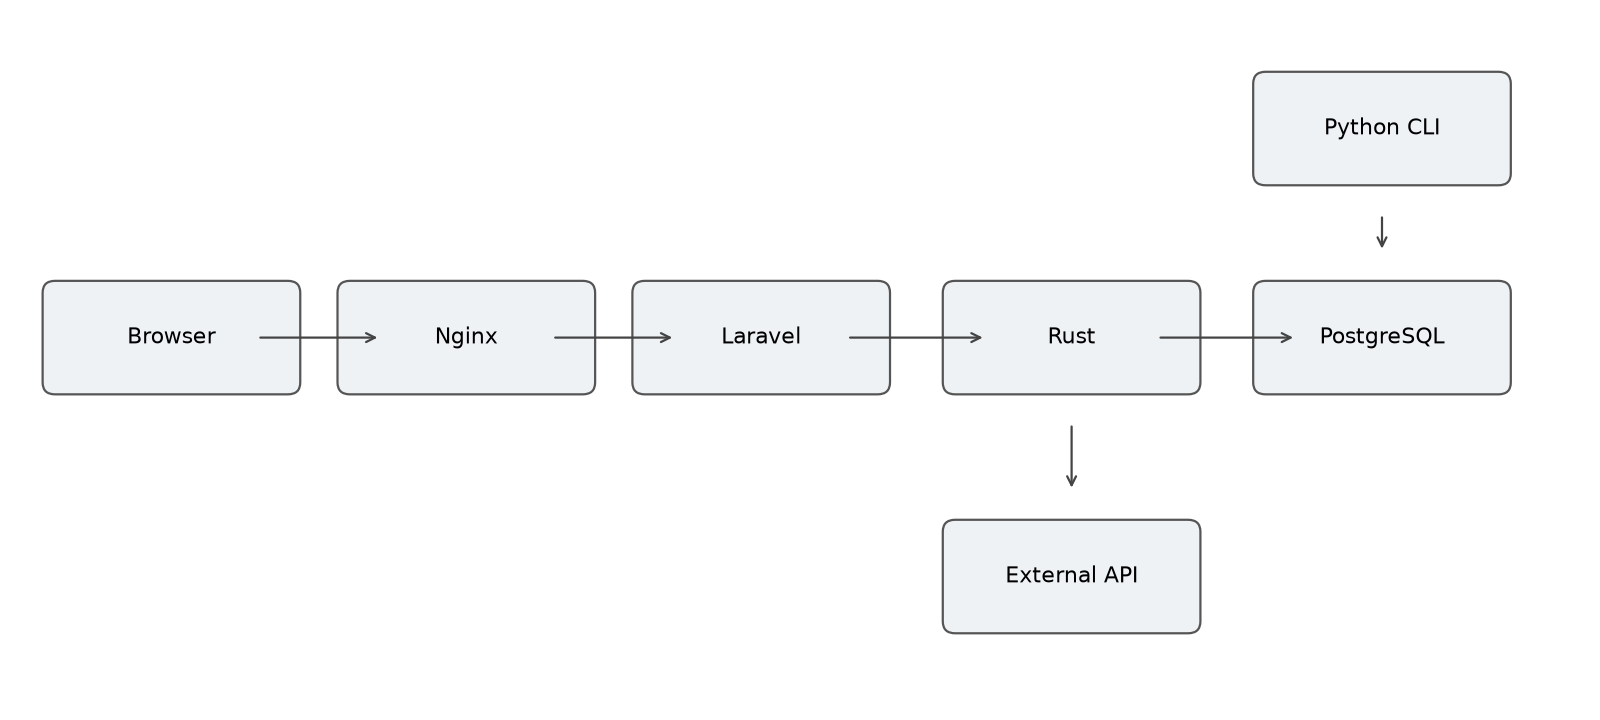 Python CLI
Browser
Nginx
Laravel
Rust
PostgreSQL
External API